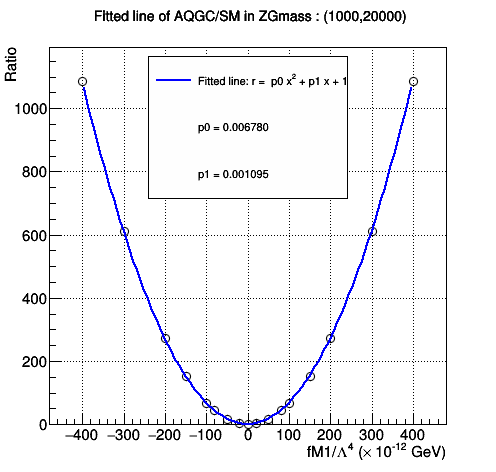 FItted line of AQGC/SM in ZGmass : (1000,20000)
Ratio
Fitted line: r = p0 x² + p1 x + 1
p0 = 0.006780
p1 = 0.001095
1000
800
600
400
200
0
−400 −300 −200 −100 0 100 200 300 400
fM1/Λ⁴ (× 10⁻¹² GeV)